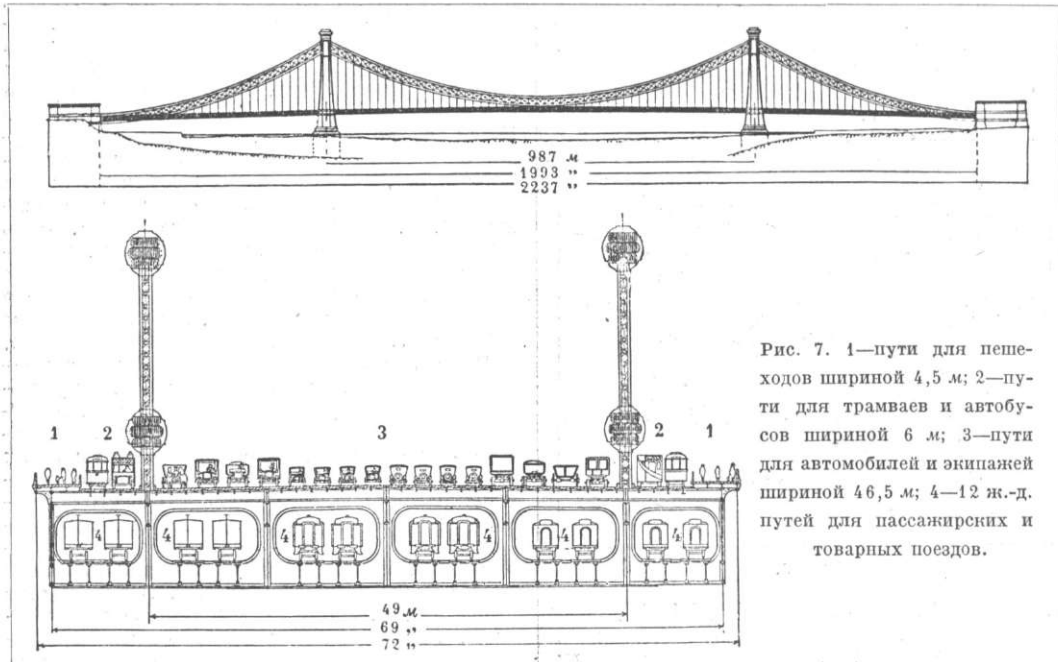 987 м
1993 „
2237 „
1 2 3 2 1
4 4 4 4 4 4
49 м
69 „
72 „
Рис. 7. 1—пути для пеше-
ходов шириной 4,5 м; 2—пу-
ти для трамваев и автобу-
сов шириной 6 м; 3—пути
для автомобилей и экипажей
шириной 46,5 м; 4—12 ж.-д.
путей для пассажирских и
товарных поездов.